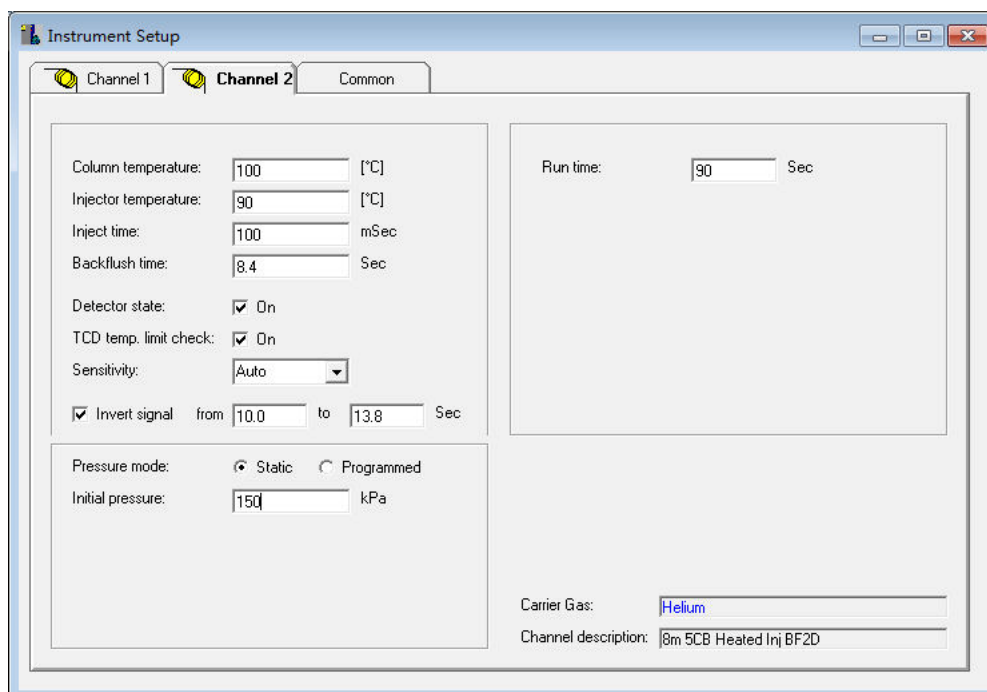 Instrument Setup
Channel 1
Channel 2
Common
Column temperature: 100 [°C]
Injector temperature: 90 [°C]
Inject time: 100 mSec
Backflush time: 8.4 Sec
Detector state: On
TCD temp. limit check: On
Sensitivity: Auto
Invert signal from 10.0 to 13.8 Sec
Pressure mode: Static Programmed
Initial pressure: 150 kPa
Run time: 90 Sec
Carrier Gas: Helium
Channel description: 8m 5CB Heated Inj BF2D